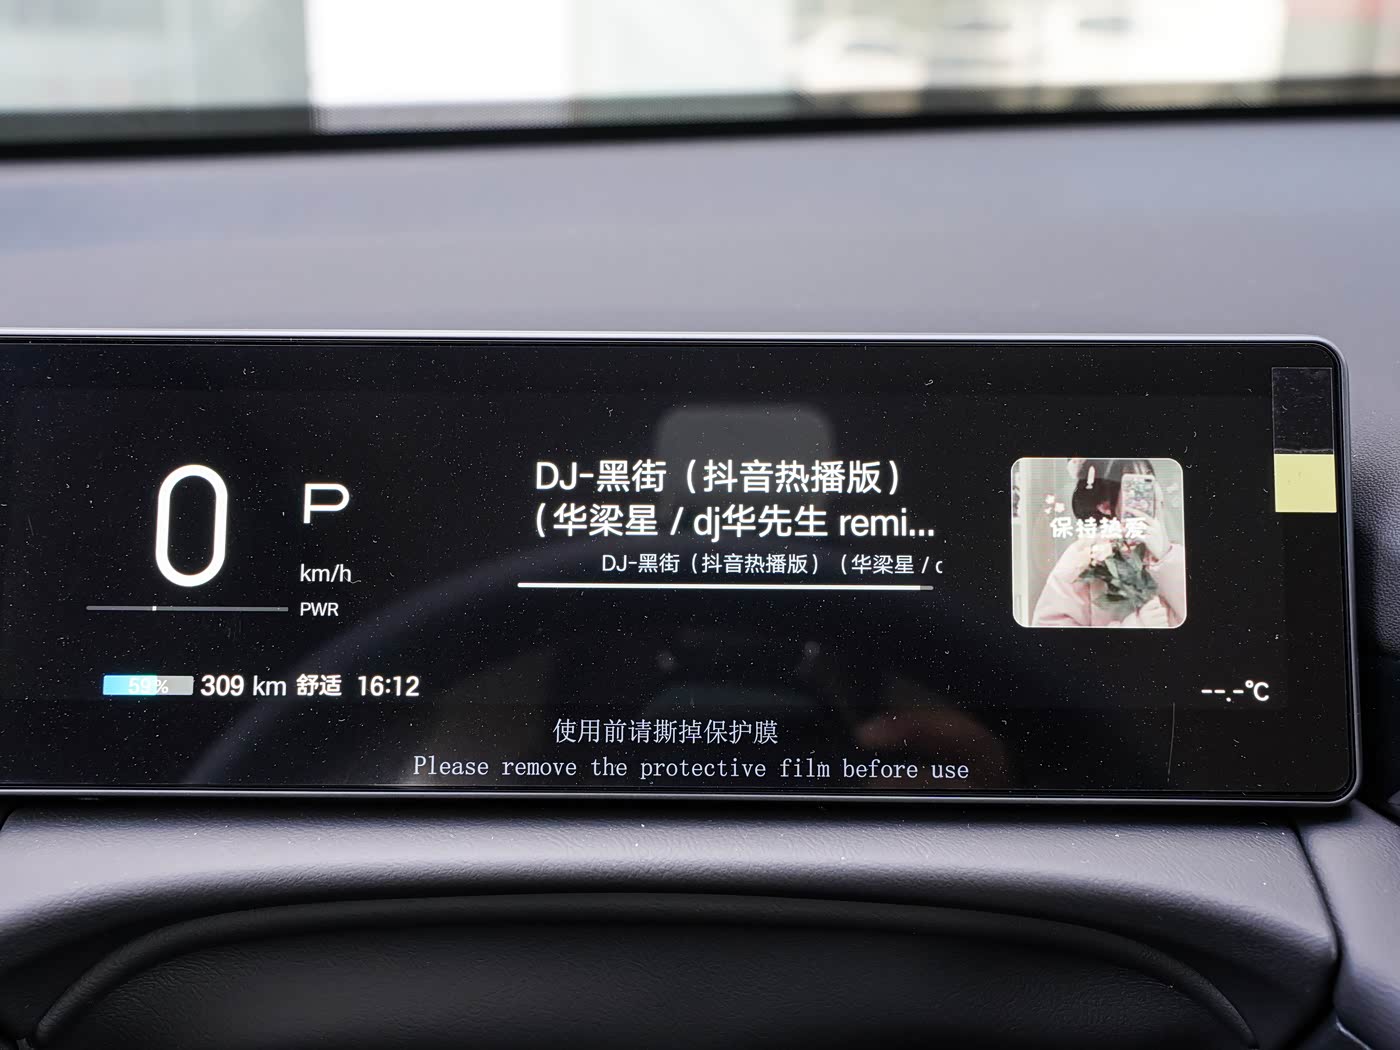 0
P
km/h
PWR
DJ-黑街（抖音热播版）
（华梁星 / dj华先生 remi...
DJ-黑街（抖音热播版）（华梁星 / d
保持热爱
59%
309 km 舒适 16:12
--.-°C
使用前请撕掉保护膜
Please remove the protective film before use